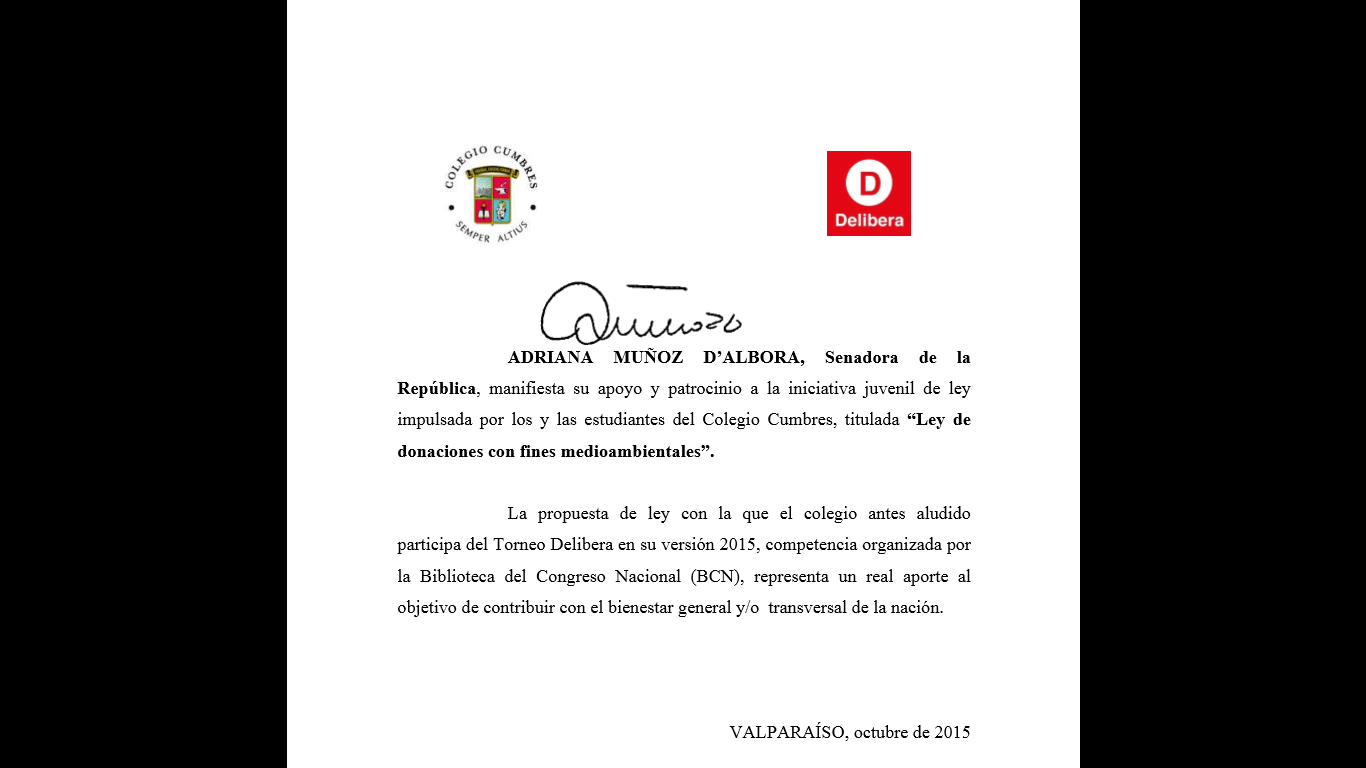 COLEGIO CUMBRES
SEMPER ALTIUS
D
Delibera
ADRIANA MUÑOZ D’ALBORA, Senadora de la
República, manifiesta su apoyo y patrocinio a la iniciativa juvenil de ley
impulsada por los y las estudiantes del Colegio Cumbres, titulada “Ley de
donaciones con fines medioambientales”.
La propuesta de ley con la que el colegio antes aludido
participa del Torneo Delibera en su versión 2015, competencia organizada por
la Biblioteca del Congreso Nacional (BCN), representa un real aporte al
objetivo de contribuir con el bienestar general y/o  transversal de la nación.
VALPARAÍSO, octubre de 2015